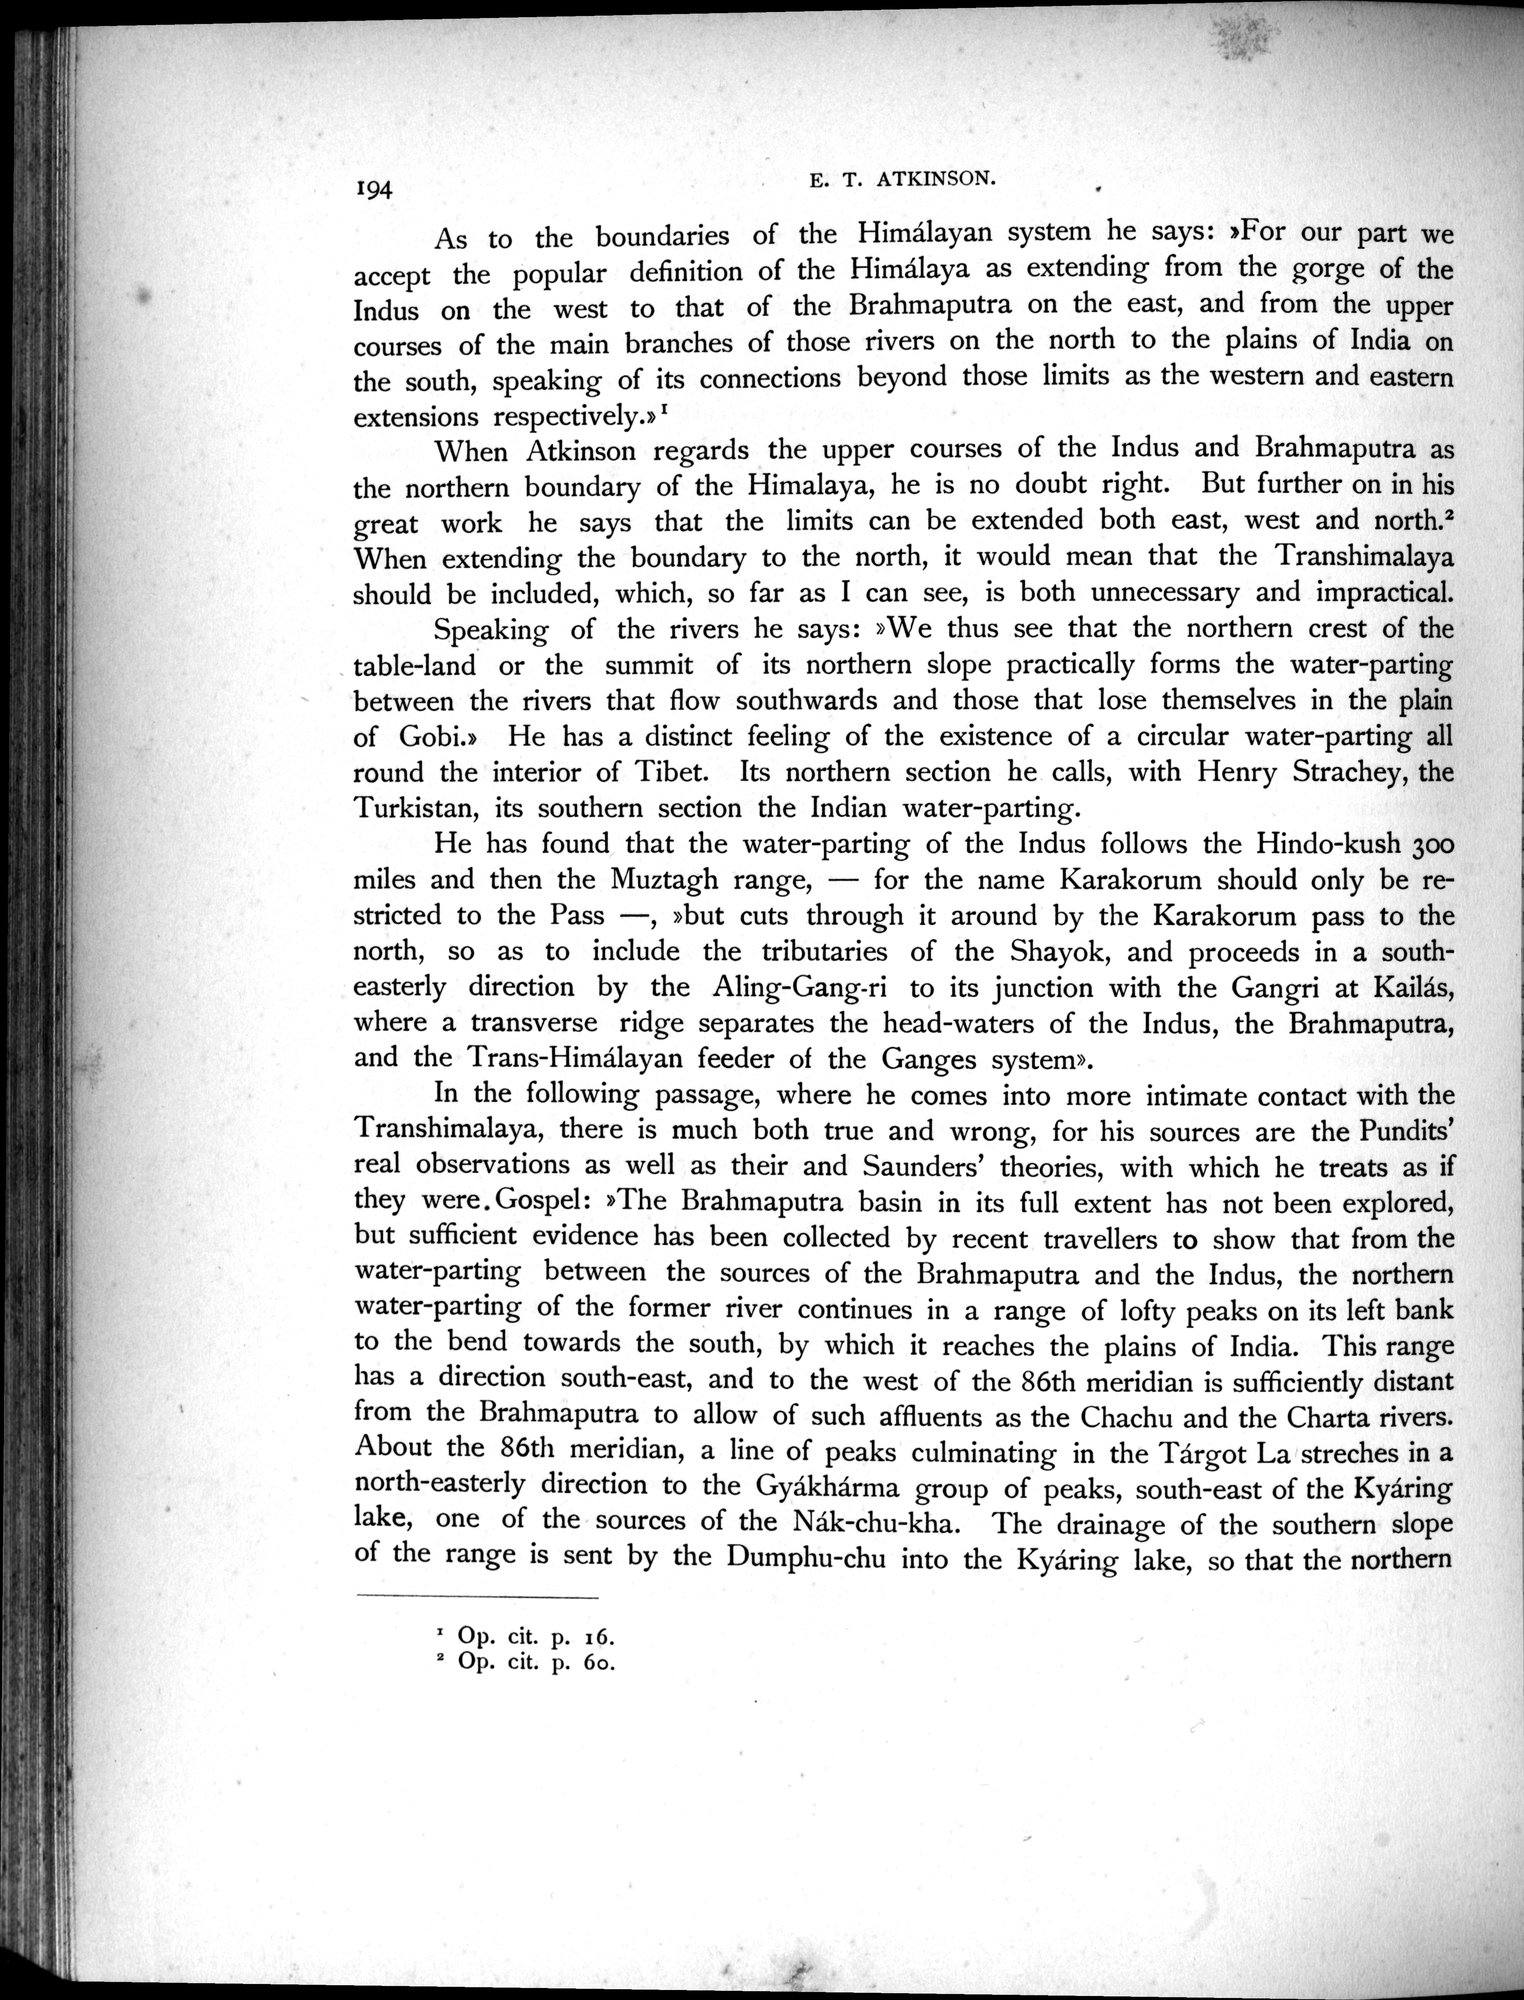 194
E. T. ATKINSON.
As to the boundaries of the Himálayan system he says: »For our part we
accept the popular definition of the Himálaya as extending from the gorge of the
Indus on the west to that of the Brahmaputra on the east, and from the upper
courses of the main branches of those rivers on the north to the plains of India on
the south, speaking of its connections beyond those limits as the western and eastern
extensions respectively.»¹
When Atkinson regards the upper courses of the Indus and Brahmaputra as
the northern boundary of the Himalaya, he is no doubt right. But further on in his
great work he says that the limits can be extended both east, west and north.²
When extending the boundary to the north, it would mean that the Transhimalaya
should be included, which, so far as I can see, is both unnecessary and impractical.
Speaking of the rivers he says: »We thus see that the northern crest of the
table-land or the summit of its northern slope practically forms the water-parting
between the rivers that flow southwards and those that lose themselves in the plain
of Gobi.» He has a distinct feeling of the existence of a circular water-parting all
round the interior of Tibet. Its northern section he calls, with Henry Strachey, the
Turkistan, its southern section the Indian water-parting.
He has found that the water-parting of the Indus follows the Hindo-kush 300
miles and then the Muztagh range, — for the name Karakorum should only be re-
stricted to the Pass —, »but cuts through it around by the Karakorum pass to the
north, so as to include the tributaries of the Shayok, and proceeds in a south-
easterly direction by the Aling-Gang-ri to its junction with the Gangri at Kailás,
where a transverse ridge separates the head-waters of the Indus, the Brahmaputra,
and the Trans-Himálayan feeder of the Ganges system».
In the following passage, where he comes into more intimate contact with the
Transhimalaya, there is much both true and wrong, for his sources are the Pundits'
real observations as well as their and Saunders' theories, with which he treats as if
they were. Gospel: »The Brahmaputra basin in its full extent has not been explored,
but sufficient evidence has been collected by recent travellers to show that from the
water-parting between the sources of the Brahmaputra and the Indus, the northern
water-parting of the former river continues in a range of lofty peaks on its left bank
to the bend towards the south, by which it reaches the plains of India. This range
has a direction south-east, and to the west of the 86th meridian is sufficiently distant
from the Brahmaputra to allow of such affluents as the Chachu and the Charta rivers.
About the 86th meridian, a line of peaks culminating in the Tárgot La streches in a
north-easterly direction to the Gyákhárma group of peaks, south-east of the Kyáring
lake, one of the sources of the Nák-chu-kha. The drainage of the southern slope
of the range is sent by the Dumphu-chu into the Kyáring lake, so that the northern
¹ Op. cit. p. 16.
² Op. cit. p. 60.